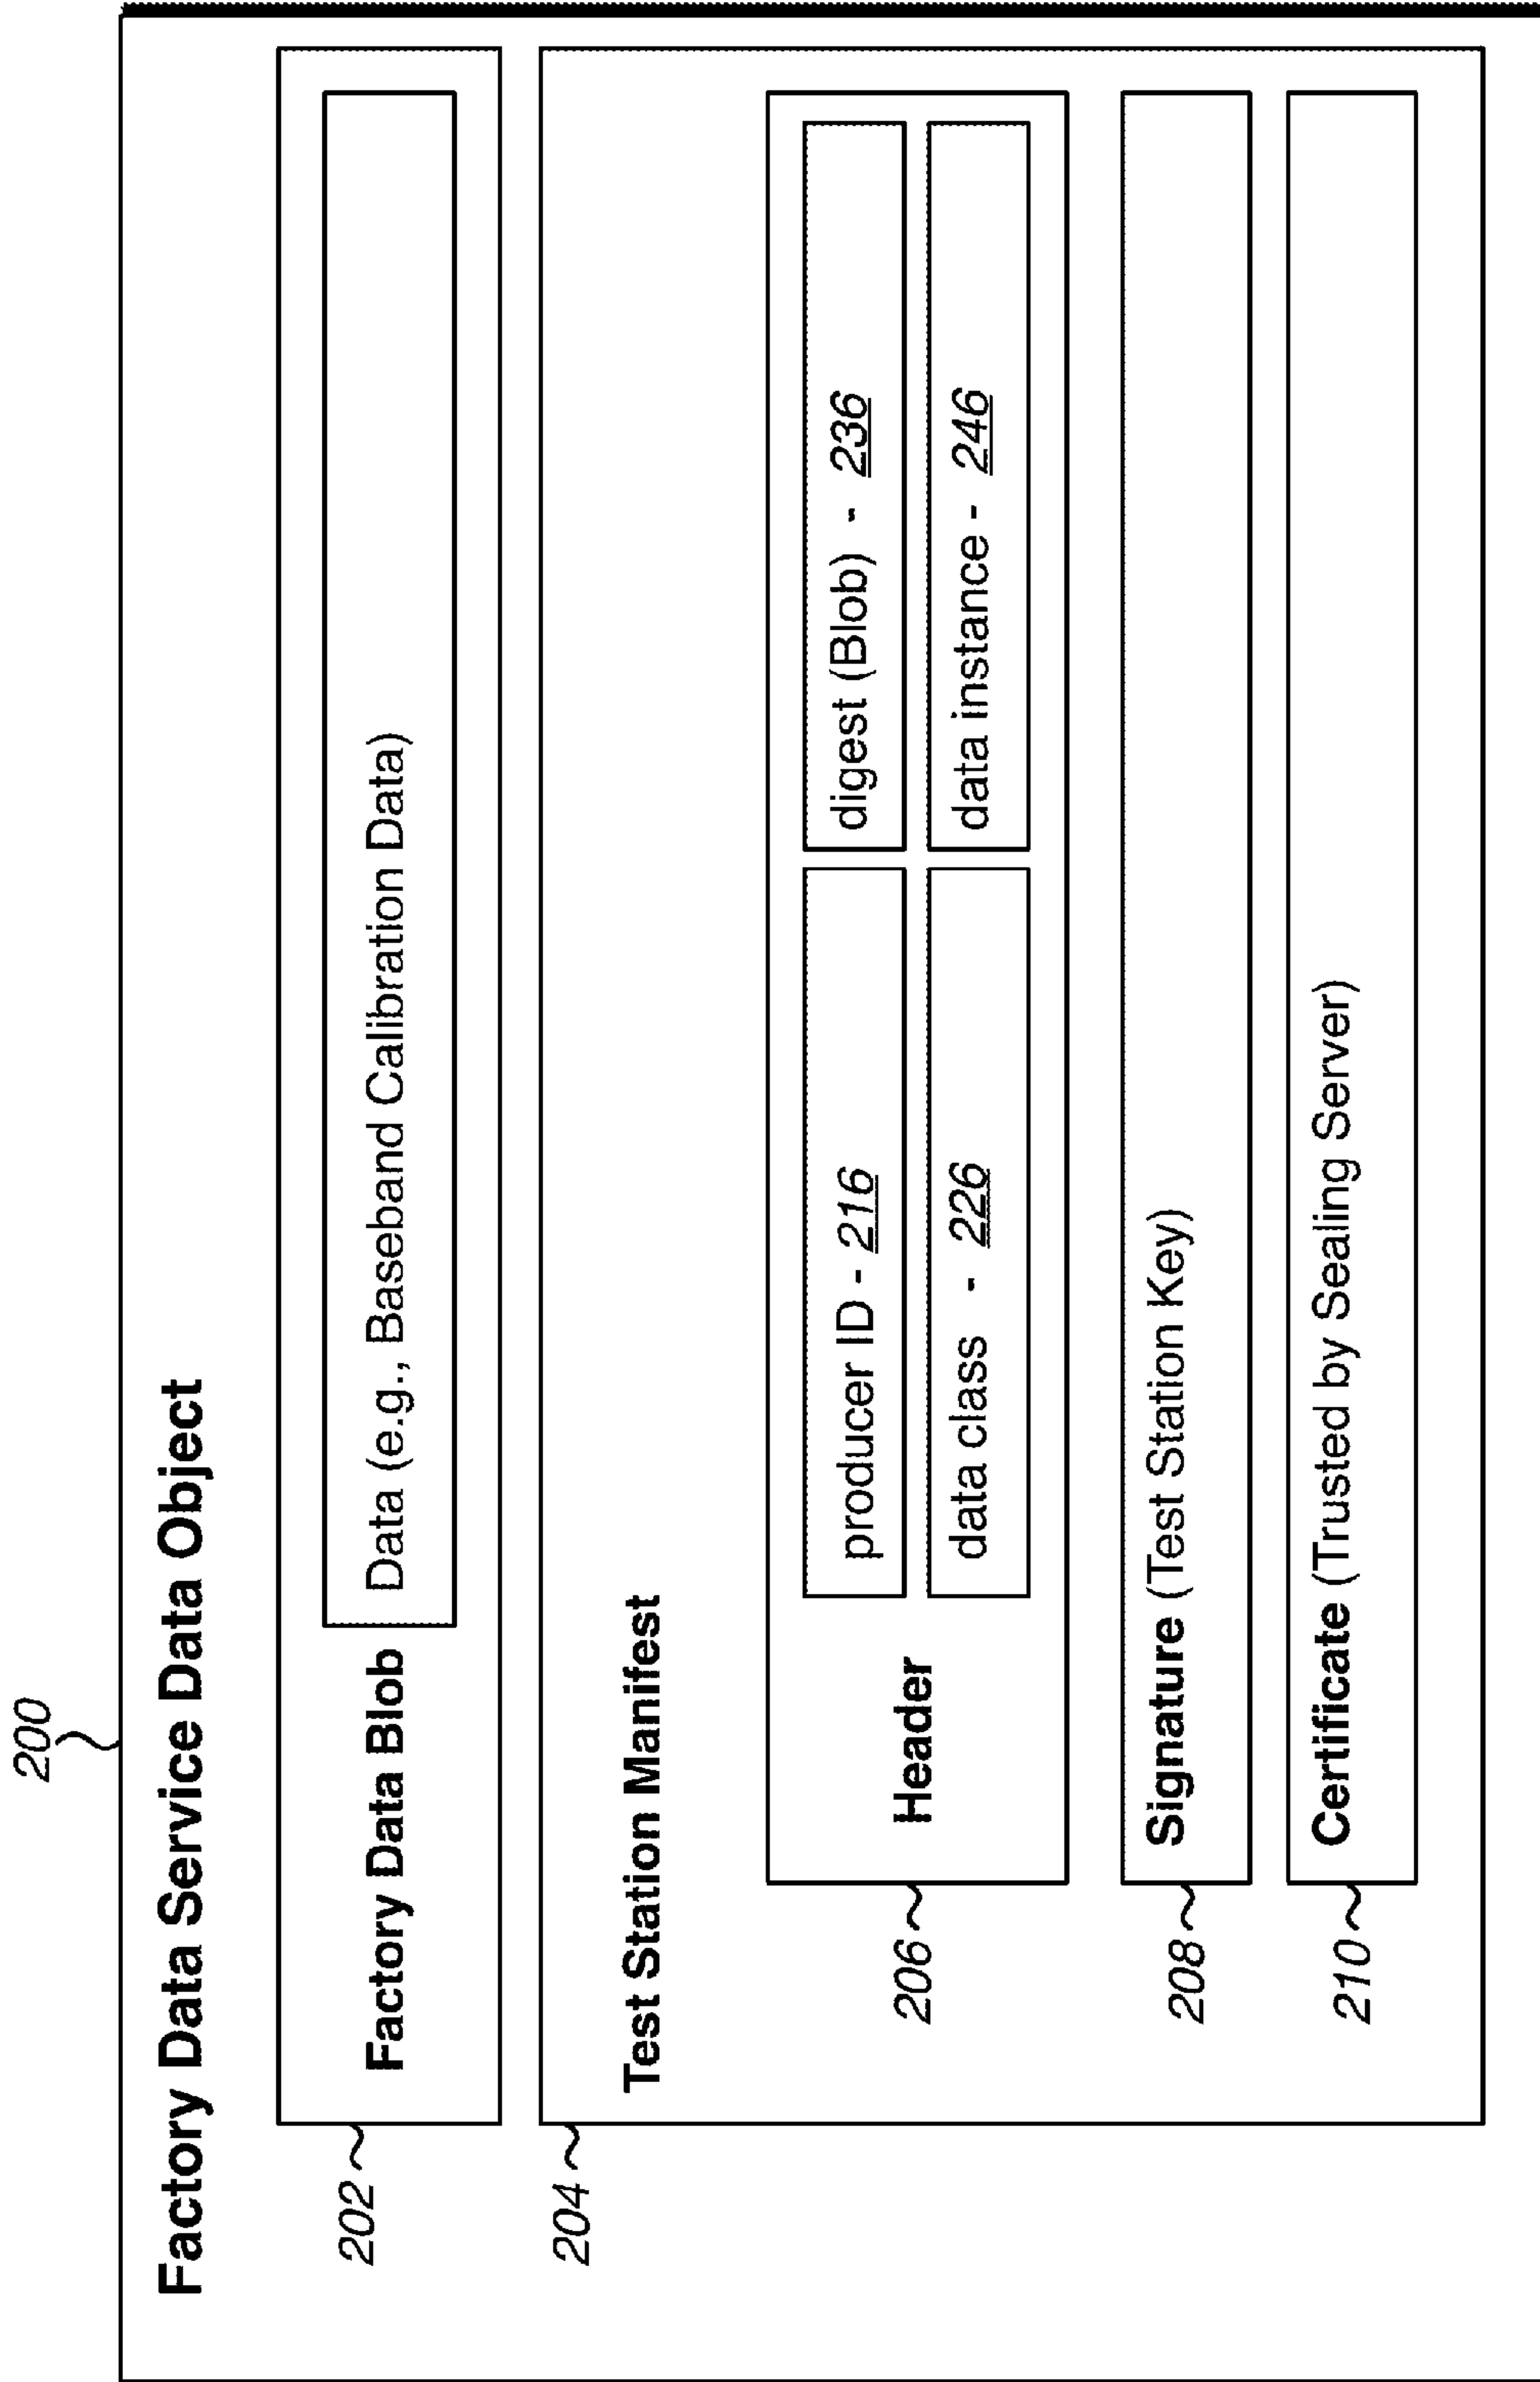 200
Factory Data Service Data Object
202
Factory Data Blob
Data (e.g., Baseband Calibration Data)
204
Test Station Manifest
206
Header
producer ID - 216
digest (Blob) - 236
data class - 226
data instance - 246
208
Signature (Test Station Key)
210
Certificate (Trusted by Sealing Server)